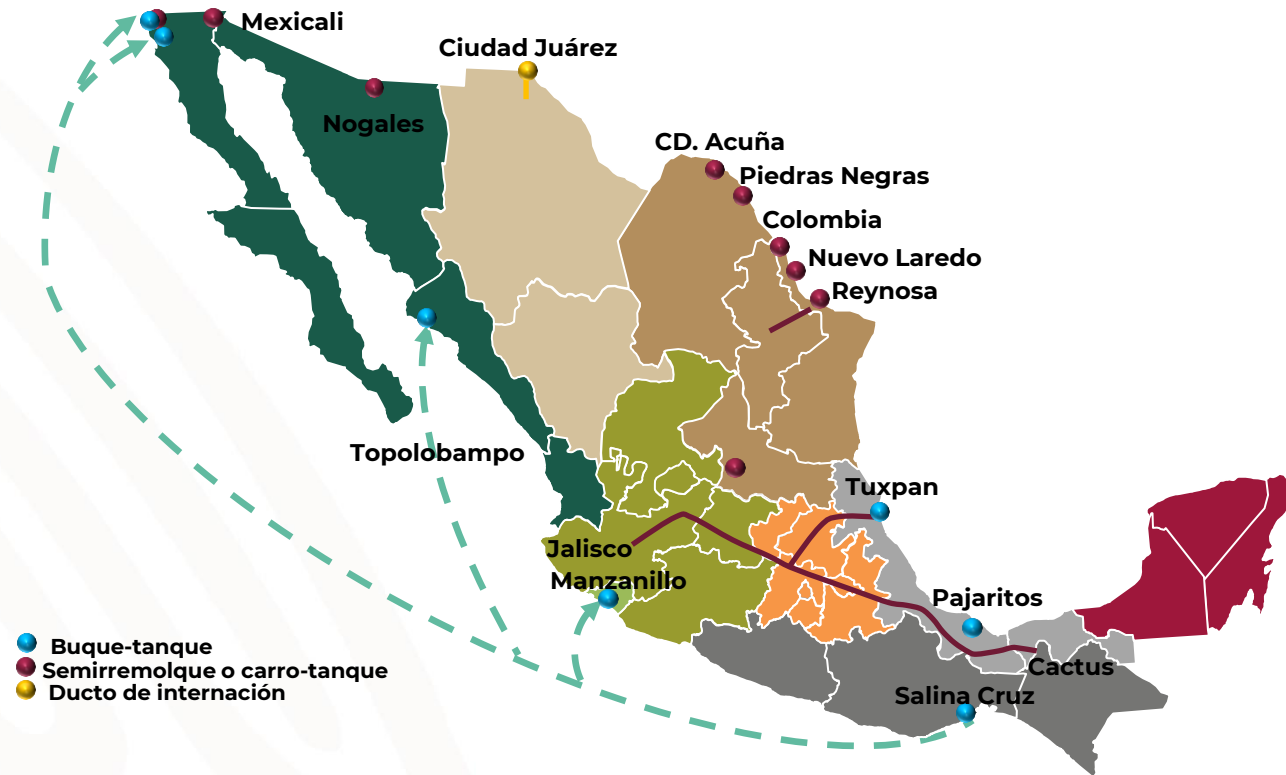 Mexicali
Ciudad Juárez
Nogales
CD. Acuña
Piedras Negras
Colombia
Nuevo Laredo
Reynosa
Topolobampo
Tuxpan
Jalisco
Manzanillo
Pajaritos
Cactus
Salina Cruz
Buque-tanque
Semirremolque o carro-tanque
Ducto de internación